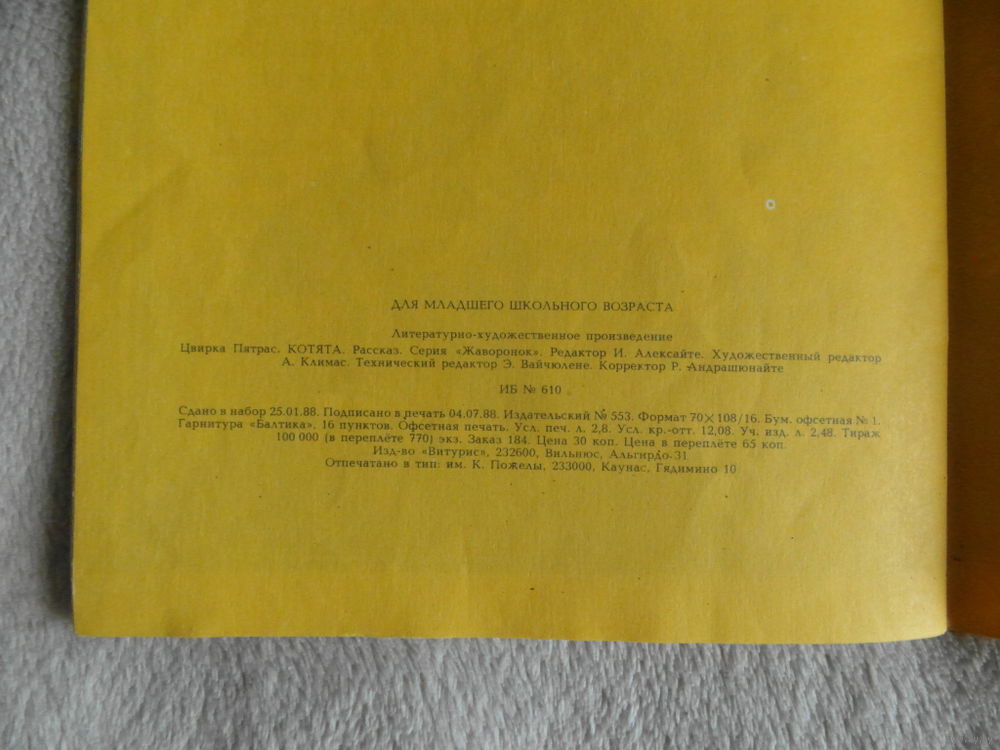 ДЛЯ МЛАДШЕГО ШКОЛЬНОГО ВОЗРАСТА
Литературно-художественное произведение
Цвирка Пятрас. КОТЯТА. Рассказ. Серия «Жаворонок». Редактор И. Алексайте. Художественный редактор
А. Климас. Технический редактор Э. Вайчюлене. Корректор Р. Андрашюнайте
ИБ № 610
Сдано в набор 25.01.88. Подписано в печать 04.07.88. Издательский № 553. Формат 70×108/16. Бум. офсетная № 1.
Гарнитура «Балтика». 16 пунктов. Офсетная печать. Усл. печ. л. 2,8. Усл. кр.-отт. 12,08. Уч. изд. л. 2,48. Тираж
100 000 (в переплёте 770) экз. Заказ 184. Цена 30 коп. Цена в переплёте 65 коп.
Изд-во «Витурис», 232600, Вильнюс, Альгирдо 31
Отпечатано в тип. им. К. Пожелы, 233000, Каунас, Гядимино 10